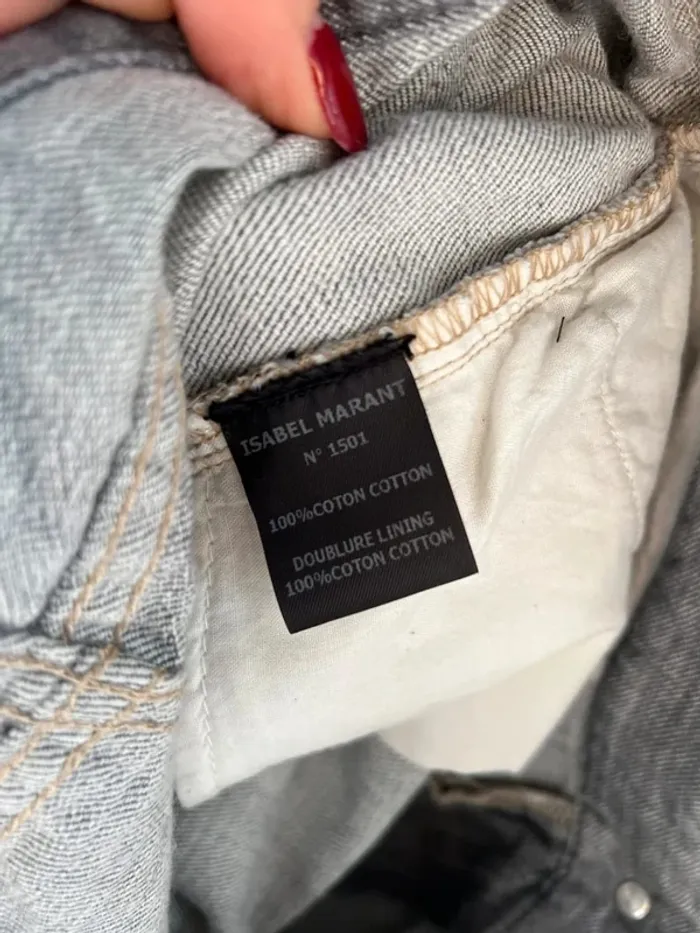 ISABEL MARANT
N° 1501
100%COTON COTTON
DOUBLURE LINING
100%COTON COTTON